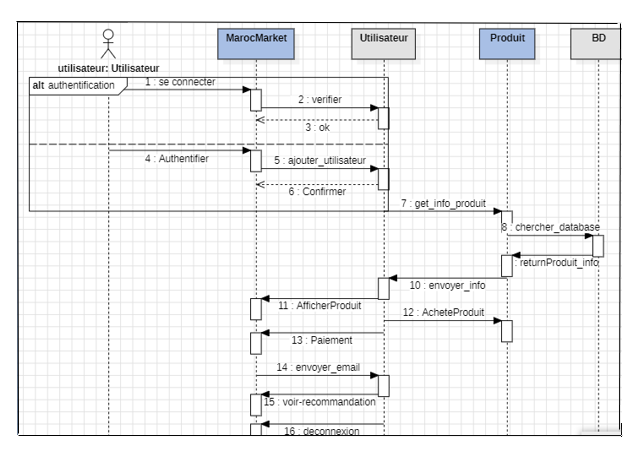 MarocMarket
Utilisateur
Produit
BD
utilisateur: Utilisateur
alt authentification
1 : se connecter
2 : verifier
3 : ok
4 : Authentifier
5 : ajouter_utilisateur
6 : Confirmer
7 : get_info_produit
8 : chercher_database
: returnProduit_info
10 : envoyer_info
11 : AfficherProduit
12 : AcheteProduit
13 : Paiement
14 : envoyer_email
15 : voir-recommandation
16 : deconnexion